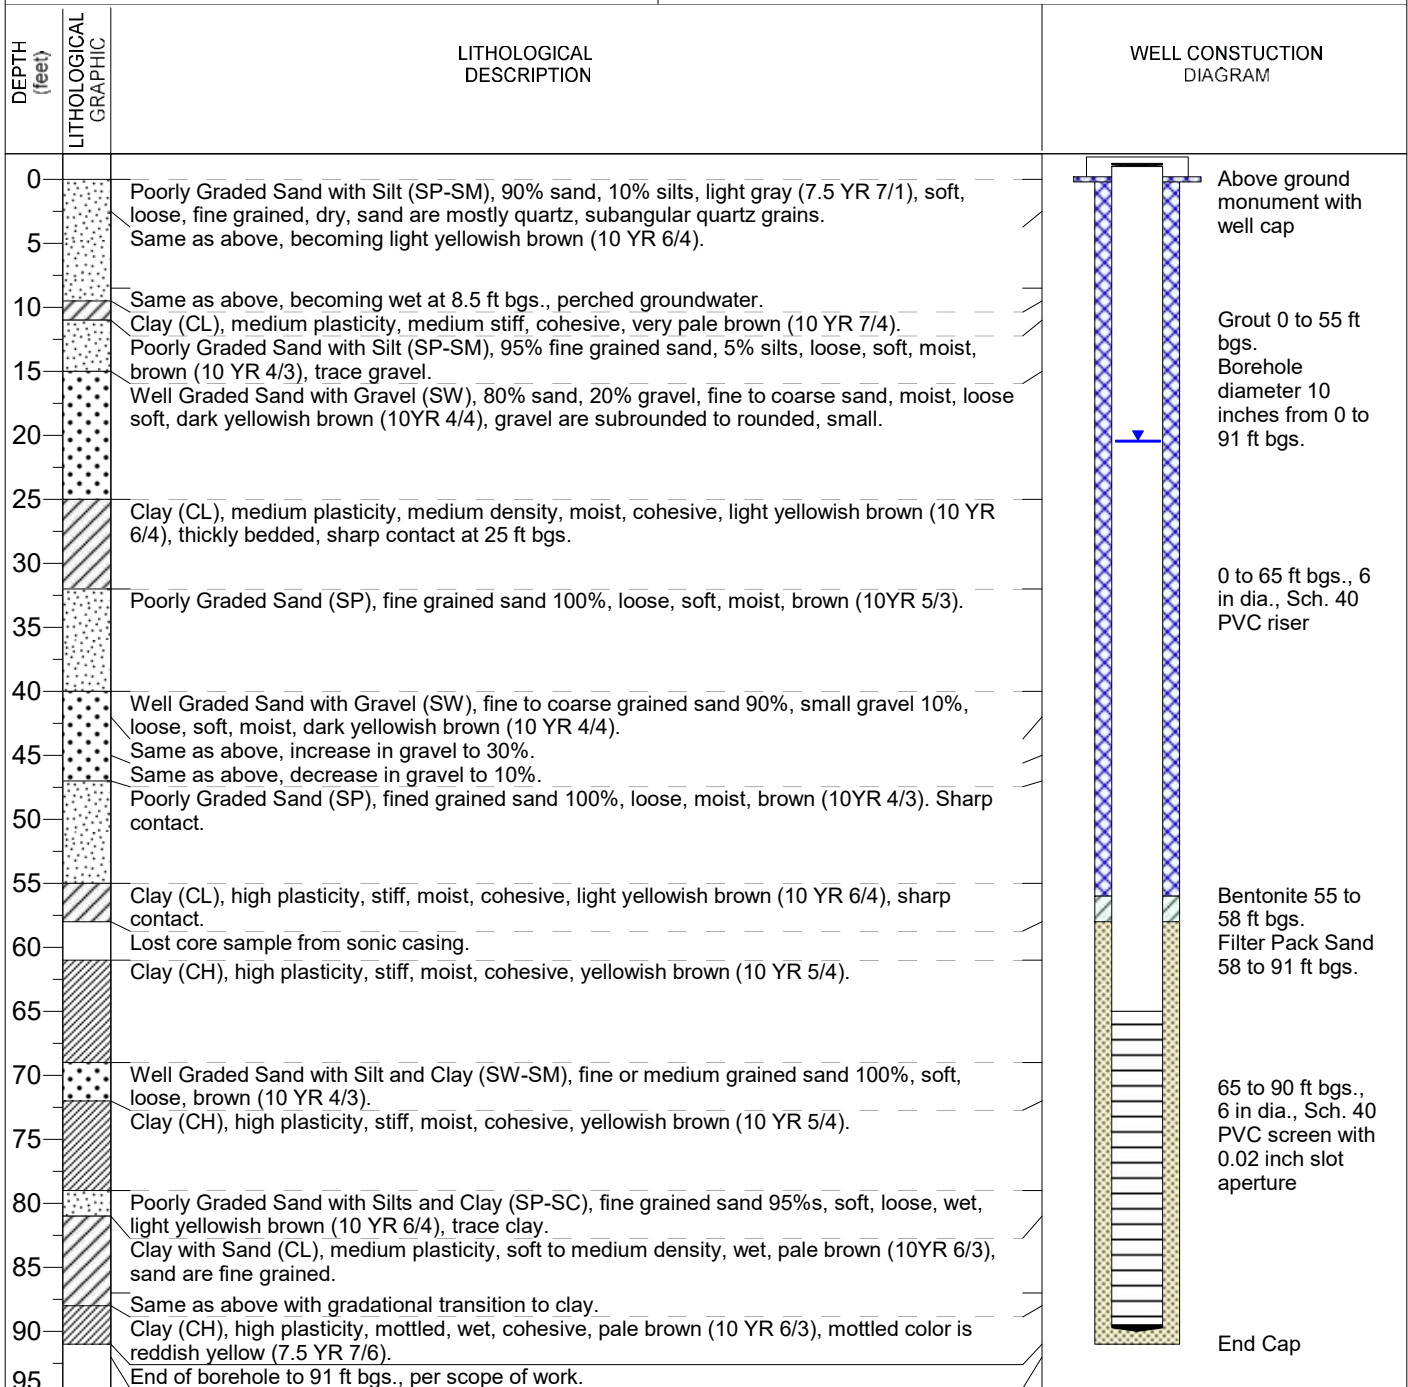 DEPTH
(feet)
LITHOLOGICAL
GRAPHIC
LITHOLOGICAL
DESCRIPTION
WELL CONSTUCTION
DIAGRAM
0
5
10
15
20
25
30
35
40
45
50
55
60
65
70
75
80
85
90
95
Poorly Graded Sand with Silt (SP-SM), 90% sand, 10% silts, light gray (7.5 YR 7/1), soft,
loose, fine grained, dry, sand are mostly quartz, subangular quartz grains.
Same as above, becoming light yellowish brown (10 YR 6/4).
Same as above, becoming wet at 8.5 ft bgs., perched groundwater.
Clay (CL), medium plasticity, medium stiff, cohesive, very pale brown (10 YR 7/4).
Poorly Graded Sand with Silt (SP-SM), 95% fine grained sand, 5% silts, loose, soft, moist,
brown (10 YR 4/3), trace gravel.
Well Graded Sand with Gravel (SW), 80% sand, 20% gravel, fine to coarse sand, moist, loose
soft, dark yellowish brown (10YR 4/4), gravel are subrounded to rounded, small.
Clay (CL), medium plasticity, medium density, moist, cohesive, light yellowish brown (10 YR
6/4), thickly bedded, sharp contact at 25 ft bgs.
Poorly Graded Sand (SP), fine grained sand 100%, loose, soft, moist, brown (10YR 5/3).
Well Graded Sand with Gravel (SW), fine to coarse grained sand 90%, small gravel 10%,
loose, soft, moist, dark yellowish brown (10 YR 4/4).
Same as above, increase in gravel to 30%.
Same as above, decrease in gravel to 10%.
Poorly Graded Sand (SP), fined grained sand 100%, loose, moist, brown (10YR 4/3). Sharp
contact.
Clay (CL), high plasticity, stiff, moist, cohesive, light yellowish brown (10 YR 6/4), sharp
contact.
Lost core sample from sonic casing.
Clay (CH), high plasticity, stiff, moist, cohesive, yellowish brown (10 YR 5/4).
Well Graded Sand with Silt and Clay (SW-SM), fine or medium grained sand 100%, soft,
loose, brown (10 YR 4/3).
Clay (CH), high plasticity, stiff, moist, cohesive, yellowish brown (10 YR 5/4).
Poorly Graded Sand with Silts and Clay (SP-SC), fine grained sand 95%s, soft, loose, wet,
light yellowish brown (10 YR 6/4), trace clay.
Clay with Sand (CL), medium plasticity, soft to medium density, wet, pale brown (10YR 6/3),
sand are fine grained.
Same as above with gradational transition to clay.
Clay (CH), high plasticity, mottled, wet, cohesive, pale brown (10 YR 6/3), mottled color is
reddish yellow (7.5 YR 7/6).
End of borehole to 91 ft bgs., per scope of work.
Above ground
monument with
well cap
Grout 0 to 55 ft
bgs.
Borehole
diameter 10
inches from 0 to
91 ft bgs.
0 to 65 ft bgs., 6
in dia., Sch. 40
PVC riser
Bentonite 55 to
58 ft bgs.
Filter Pack Sand
58 to 91 ft bgs.
65 to 90 ft bgs.,
6 in dia., Sch. 40
PVC screen with
0.02 inch slot
aperture
End Cap